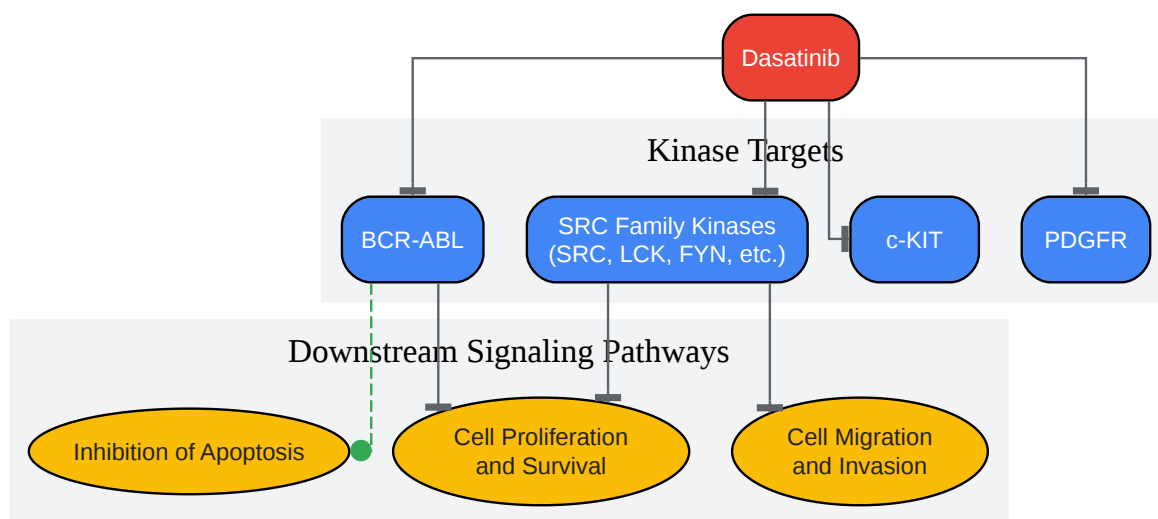 Dasatinib
Kinase Targets
BCR-ABL
SRC Family Kinases
(SRC, LCK, FYN, etc.)
c-KIT
PDGFR
Downstream Signaling Pathways
Inhibition of Apoptosis
Cell Proliferation
and Survival
Cell Migration
and Invasion